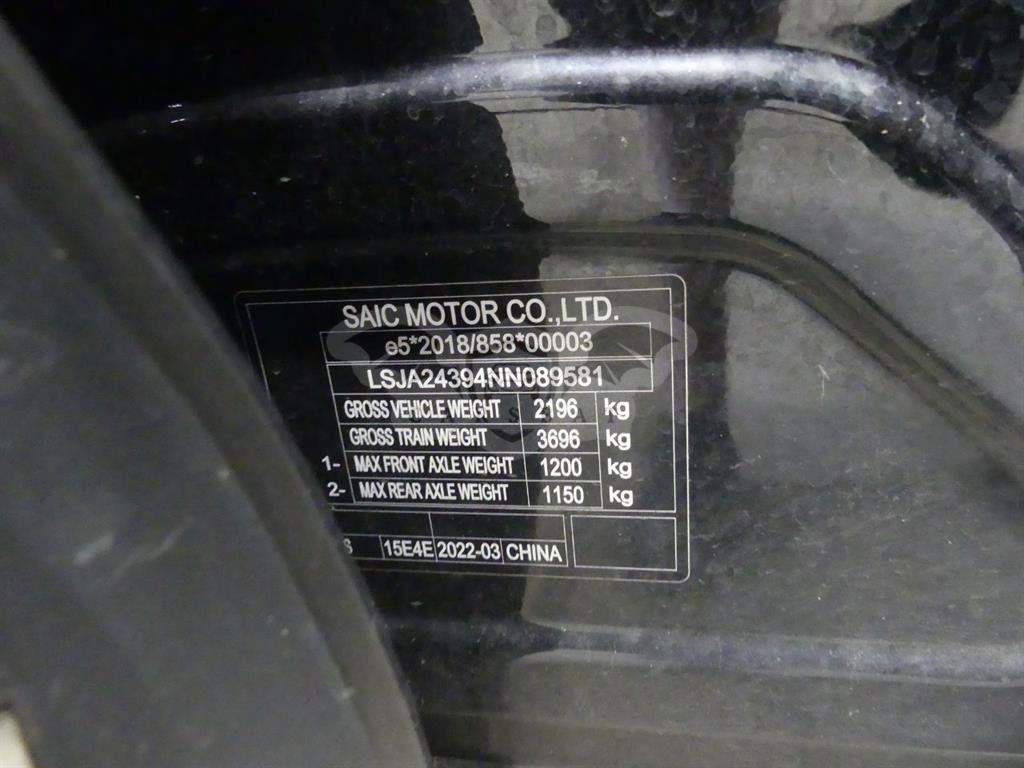 SAIC MOTOR CO.,LTD.
e5*2018/858*00003
LSJA24394NN089581
GROSS VEHICLE WEIGHT 2196 kg
GROSS TRAIN WEIGHT 3696 kg
1- MAX FRONT AXLE WEIGHT 1200 kg
2- MAX REAR AXLE WEIGHT 1150 kg
15E4E 2022-03 CHINA